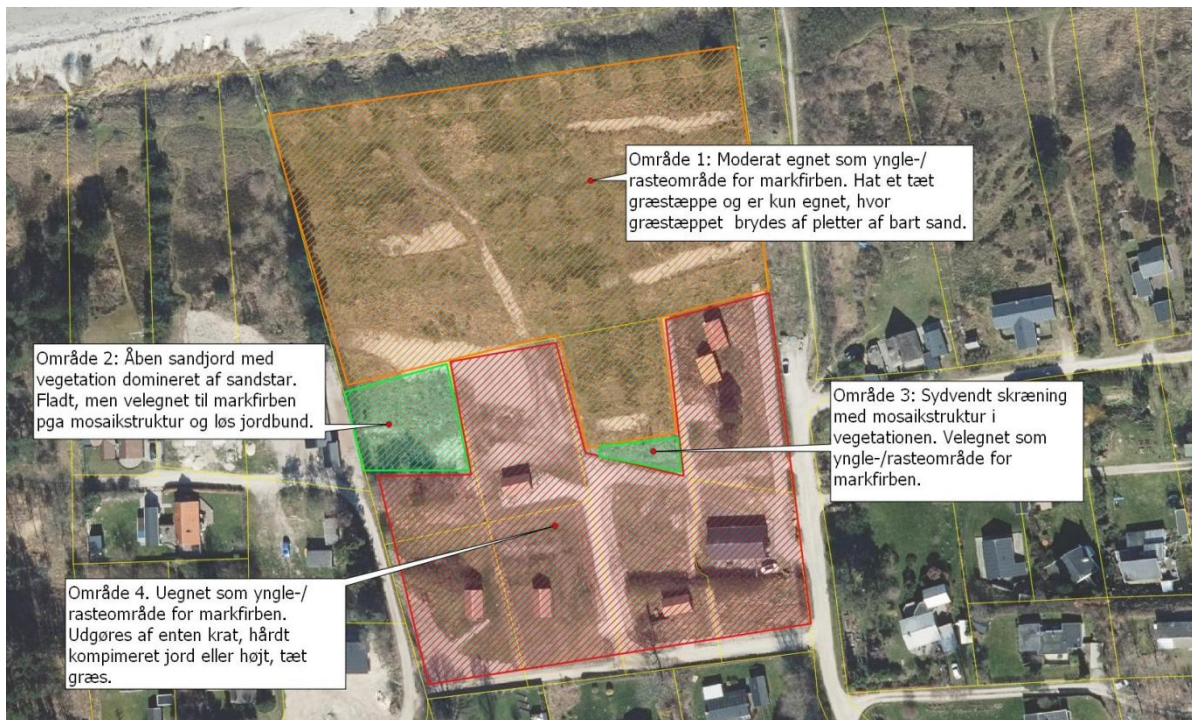 Område 1: Moderat egnet som yngle-/
rasteområde for markfirben. Hat et tæt
græstæppe og er kun egnet, hvor
græstæppet  brydes af pletter af bart sand.
Område 2: Åben sandjord med
vegetation domineret af sandstar.
Fladt, men velegnet til markfirben
pga mosaikstruktur og løs jordbund.
Område 3: Sydvendt skræning
med mosaikstruktur i
vegetationen. Velegnet som
yngle-/rasteområde for
markfirben.
Område 4. Uegnet som yngle-/
rasteområde for markfirben.
Udgøres af enten krat, hårdt
kompimeret jord eller højt, tæt
græs.